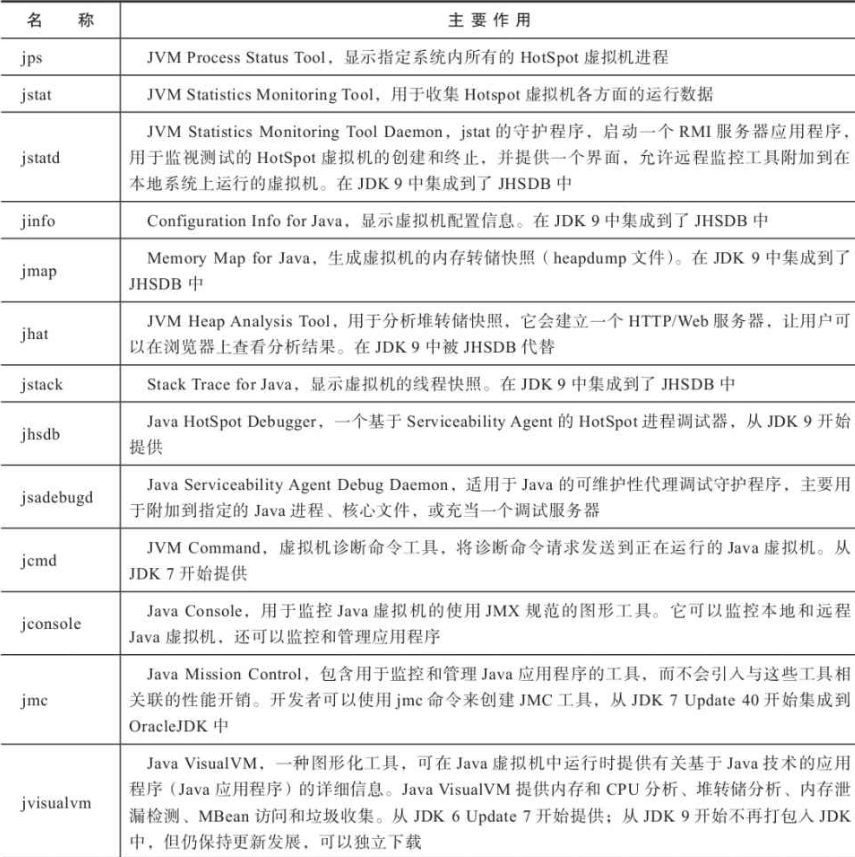 名 称 主 要 作 用
jps JVM Process Status Tool，显示指定系统内所有的 HotSpot 虚拟机进程
jstat JVM Statistics Monitoring Tool，用于收集 Hotspot 虚拟机各方面的运行数据
jstatd JVM Statistics Monitoring Tool Daemon，jstat 的守护程序，启动一个 RMI 服务器应用程序，
用于监视测试的 HotSpot 虚拟机的创建和终止，并提供一个界面，允许远程监控工具附加到在
本地系统上运行的虚拟机。在 JDK 9 中集成到了 JHSDB 中
jinfo Configuration Info for Java，显示虚拟机配置信息。在 JDK 9 中集成到了 JHSDB 中
jmap Memory Map for Java，生成虚拟机的内存转储快照（heapdump 文件）。在 JDK 9 中集成到了
JHSDB 中
jhat JVM Heap Analysis Tool，用于分析堆转储快照，它会建立一个 HTTP/Web 服务器，让用户可
以在浏览器上查看分析结果。在 JDK 9 中被 JHSDB 代替
jstack Stack Trace for Java，显示虚拟机的线程快照。在 JDK 9 中集成到了 JHSDB 中
jhsdb Java HotSpot Debugger，一个基于 Serviceability Agent 的 HotSpot 进程调试器，从 JDK 9 开始
提供
jsadebugd Java Serviceability Agent Debug Daemon，适用于 Java 的可维护性代理调试守护程序，主要用
于附加到指定的 Java 进程、核心文件，或充当一个调试服务器
jcmd JVM Command，虚拟机诊断命令工具，将诊断命令请求发送到正在运行的 Java 虚拟机。从
JDK 7 开始提供
jconsole Java Console，用于监控 Java 虚拟机的使用 JMX 规范的图形工具。它可以监控本地和远程
Java 虚拟机，还可以监控和管理应用程序
jmc Java Mission Control，包含用于监控和管理 Java 应用程序的工具，而不会引入与这些工具相
关联的性能开销。开发者可以使用 jmc 命令来创建 JMC 工具，从 JDK 7 Update 40 开始集成到
OracleJDK 中
jvisualvm Java VisualVM，一种图形化工具，可在 Java 虚拟机中运行时提供有关基于 Java 技术的应用
程序（Java 应用程序）的详细信息。Java VisualVM 提供内存和 CPU 分析、堆转储分析、内存泄
漏检测、MBean 访问和垃圾收集。从 JDK 6 Update 7 开始提供；从 JDK 9 开始不再打包入 JDK
中，但仍保持更新发展，可以独立下载